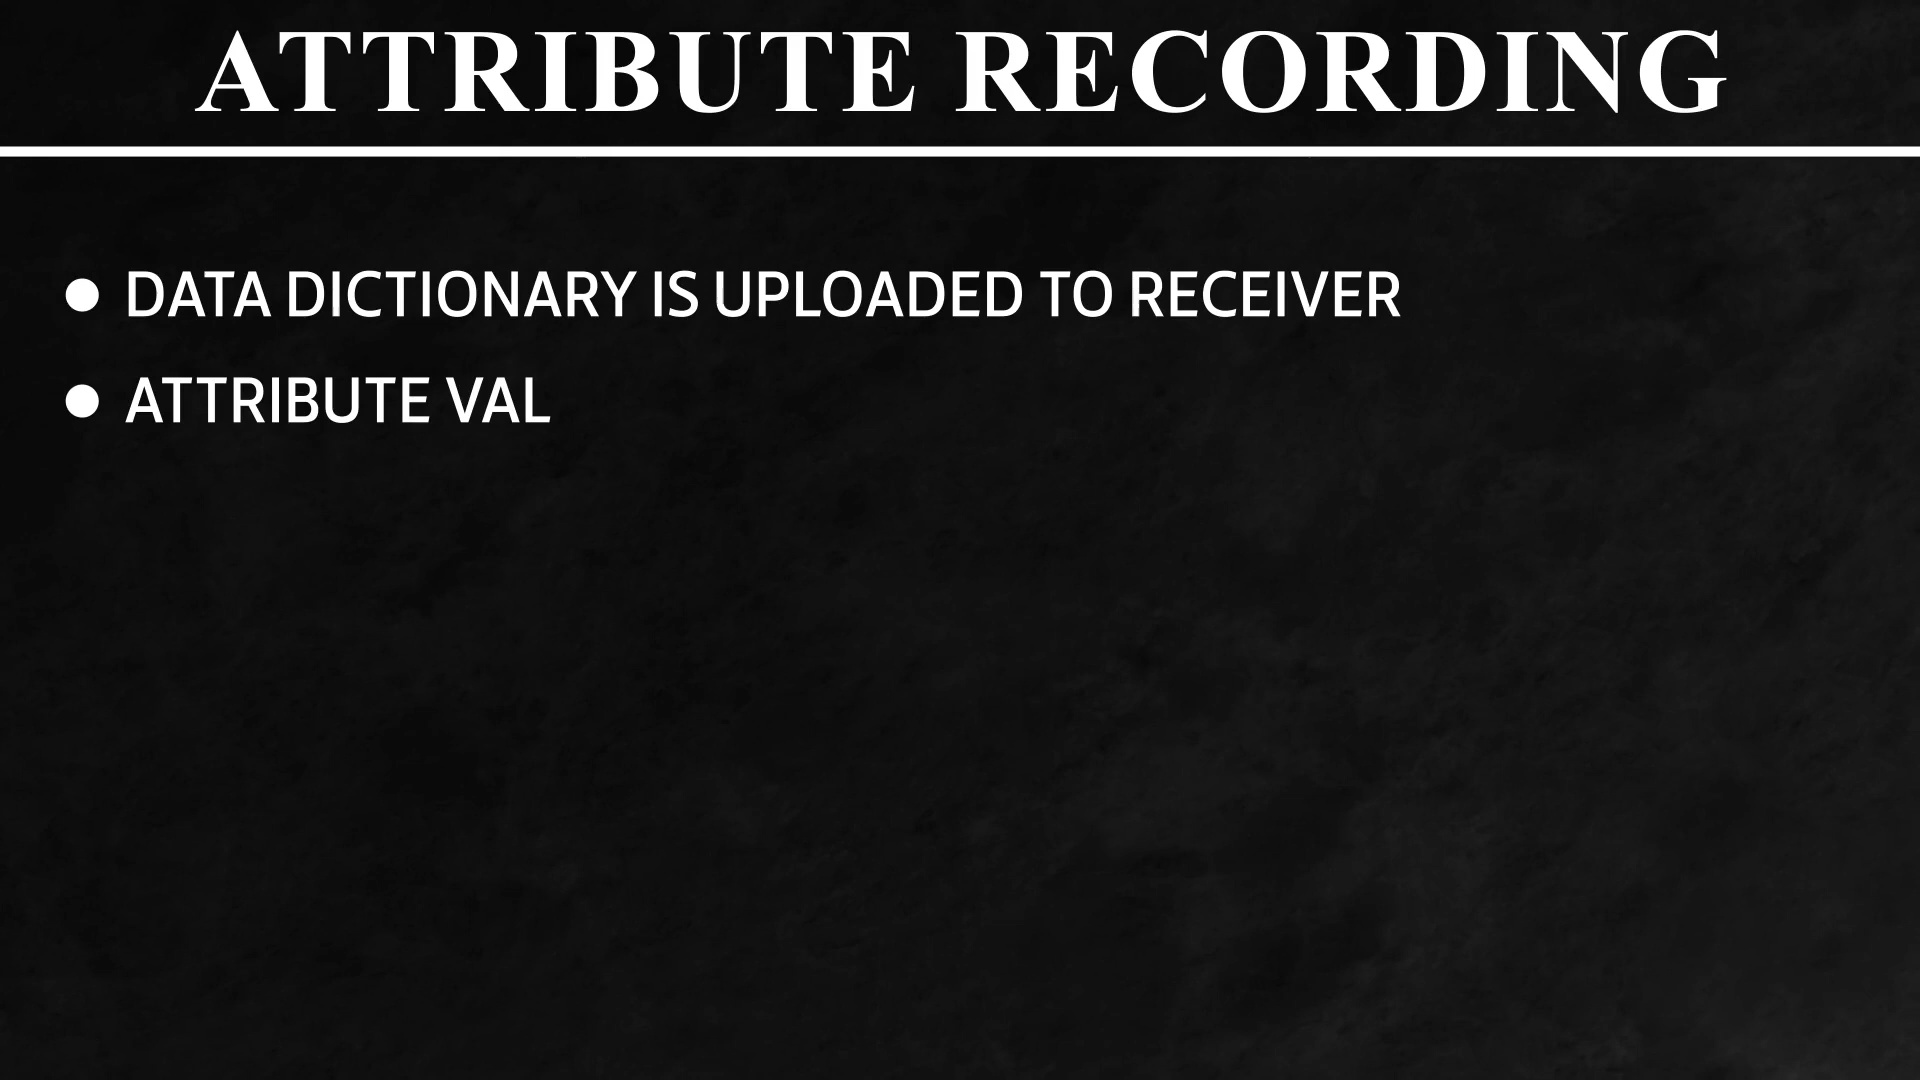 ATTRIBUTE RECORDING
● DATA DICTIONARY IS UPLOADED TO RECEIVER
● ATTRIBUTE VAL